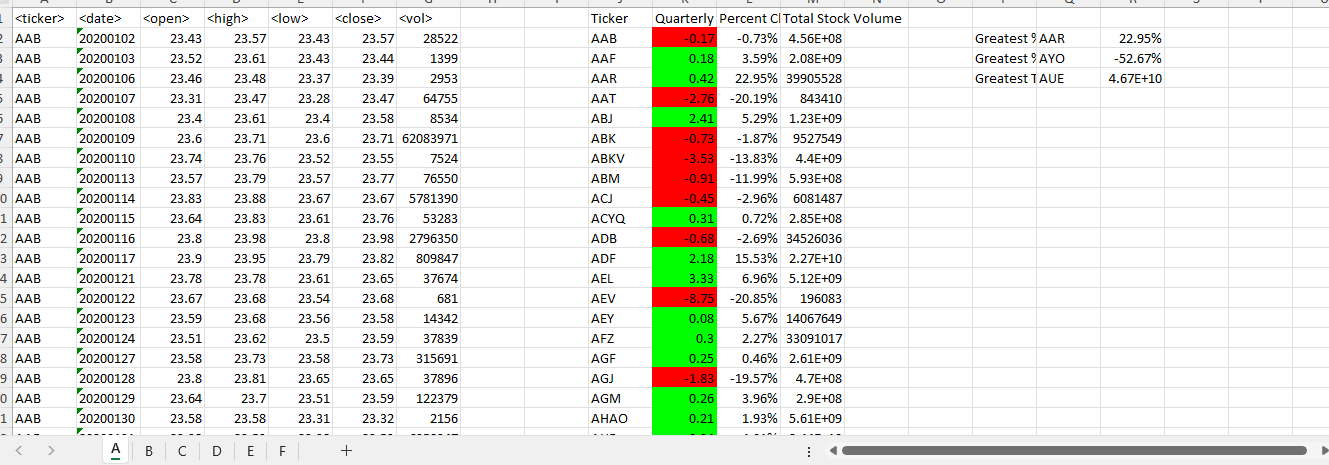 <ticker> <date> <open> <high> <low> <close> <vol> Ticker Quarterly Percent Cl Total Stock Volume
AAB 20200102 23.43 23.57 23.43 23.57 28522 AAB -0.17 -0.73% 4.56E+08 Greatest % AAR 22.95%
AAB 20200103 23.52 23.61 23.43 23.44 1399 AAF 0.18 3.59% 2.08E+09 Greatest % AYO -52.67%
AAB 20200106 23.46 23.48 23.37 23.39 2953 AAR 0.42 22.95% 39905528 Greatest T AUE 4.67E+10
AAB 20200107 23.31 23.47 23.28 23.47 64755 AAT -2.76 -20.19% 843410
AAB 20200108 23.4 23.61 23.4 23.58 8534 ABJ 2.41 5.29% 1.23E+09
AAB 20200109 23.6 23.71 23.6 23.71 62083971 ABK -0.73 -1.87% 9527549
AAB 20200110 23.74 23.76 23.52 23.55 7524 ABKV -3.53 -13.83% 4.4E+09
AAB 20200113 23.57 23.79 23.57 23.77 76550 ABM -0.91 -11.99% 5.93E+08
AAB 20200114 23.83 23.88 23.67 23.67 5781390 ACJ -0.45 -2.96% 6081487
AAB 20200115 23.64 23.83 23.61 23.76 53283 ACYQ 0.31 0.72% 2.85E+08
AAB 20200116 23.8 23.98 23.8 23.98 2796350 ADB -0.68 -2.69% 34526036
AAB 20200117 23.9 23.95 23.79 23.82 809847 ADF 2.18 15.53% 2.27E+10
AAB 20200121 23.78 23.78 23.61 23.65 37674 AEL 3.33 6.96% 5.12E+09
AAB 20200122 23.67 23.68 23.54 23.68 681 AEV -8.75 -20.85% 196083
AAB 20200123 23.59 23.68 23.56 23.58 14342 AEY 0.08 5.67% 14067649
AAB 20200124 23.51 23.62 23.5 23.59 37839 AFZ 0.3 2.27% 33091017
AAB 20200127 23.58 23.73 23.58 23.73 315691 AGF 0.25 0.46% 2.61E+09
AAB 20200128 23.8 23.81 23.65 23.65 37896 AGJ -1.83 -19.57% 4.7E+08
AAB 20200129 23.64 23.7 23.51 23.59 122379 AGM 0.26 3.96% 2.9E+08
AAB 20200130 23.58 23.58 23.31 23.32 2156 AHAO 0.21 1.93% 5.61E+09
A B C D E F